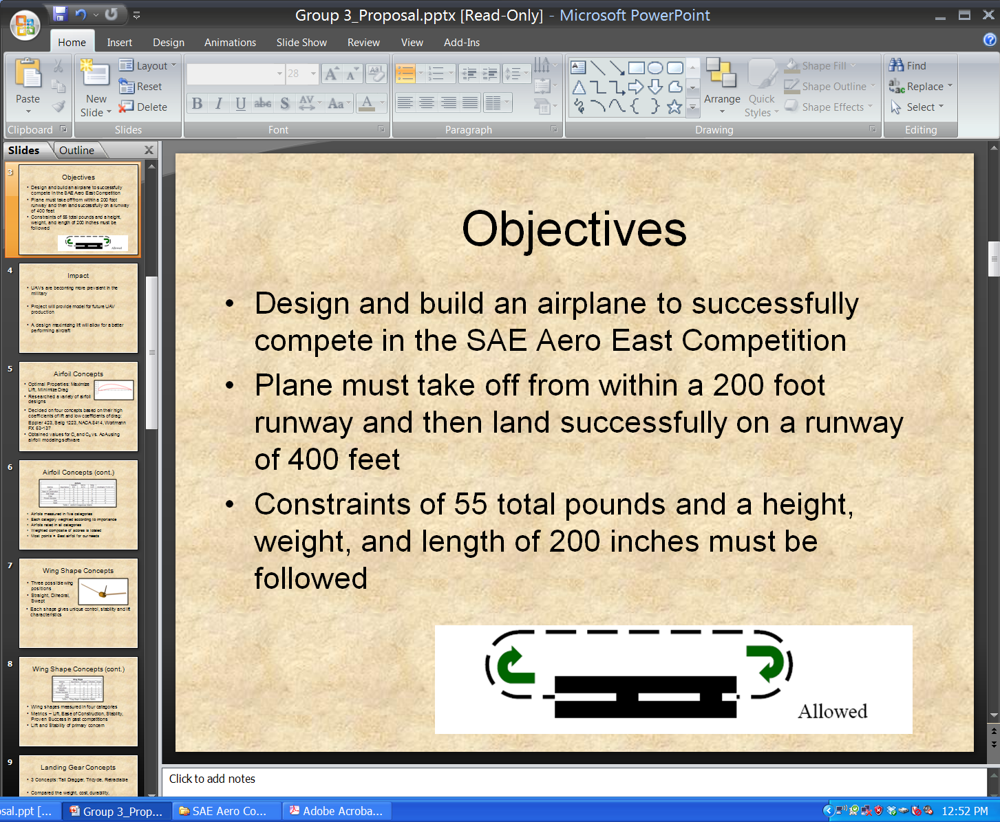 Group 3_Proposal.pptx [Read-Only] - Microsoft PowerPoint
Home Insert Design Animations Slide Show Review View Add-Ins
Paste
Clipboard
New Slide
Layout
Reset
Delete
Slides
28
B I U abc S AV Aa A
Font
Paragraph
Arrange
Quick Styles
Shape Fill
Shape Outline
Shape Effects
Drawing
Find
Replace
Select
Editing
Slides Outline
3
Objectives
• Design and build an airplane to successfully
compete in the SAE Aero East Competition
• Plane must take off from within a 200 foot
runway and then land successfully on a runway
of 400 feet
• Constraints of 55 total pounds and a height,
weight, and length of 200 inches must be
followed
Allowed
4
Impact
• UAVs are becoming more prevalent in the
military
• Project will provide model for future UAV
production
• A design maximizing lift will allow for a better
performing aircraft
5
Airfoil Concepts
• Optimal Properties: Maximize
Lift, Minimize Drag
• Researched a variety of airfoil
designs
• Decided on four concepts based on their high
coefficients of lift and low coefficients of drag:
Eppler 423, Selig 1223, NACA 8414, Wortmann
FX 63-137
• Obtained values for CL and CD vs. AoA using
airfoil modeling software
6
Airfoil Concepts (cont.)
• Airfoils measured in five categories
• Each category weighted according to importance
• Airfoils rated in all categories
• Weighted composite of scores is totaled
• Most points = Best airfoil for our needs
7
Wing Shape Concepts
• Three possible wing
positions
• Straight, Dihedral,
Swept
• Each shape gives unique control, stability and lift
characteristics
8
Wing Shape Concepts (cont.)
• Wing shapes measured in four categories
• Metrics – Lift, Ease of Construction, Stability,
Proven Success in past competitions
• Lift and Stability of primary concern
9
Landing Gear Concepts
• 3 Concepts: Tail Dragger, Tricycle, Retractable
• Compared the weight, cost, durability,
Objectives
• Design and build an airplane to successfully
compete in the SAE Aero East Competition
• Plane must take off from within a 200 foot
runway and then land successfully on a runway
of 400 feet
• Constraints of 55 total pounds and a height,
weight, and length of 200 inches must be
followed
Allowed
Click to add notes
osal.ppt [... Group 3_Prop... SAE Aero Co... Adobe Acroba... 12:52 PM